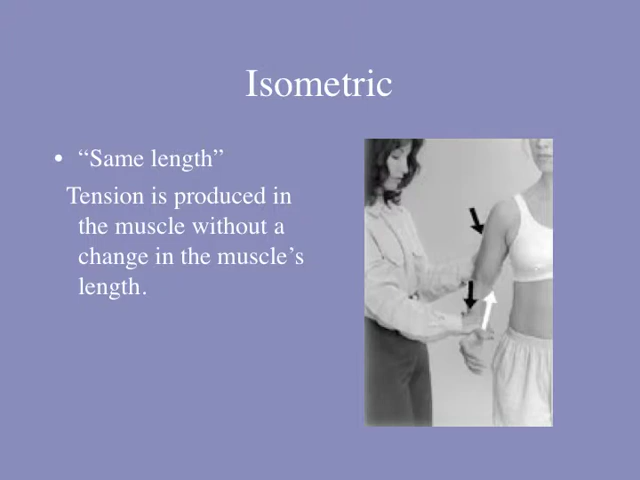 Isometric
• “Same length”
Tension is produced in
the muscle without a
change in the muscle’s
length.